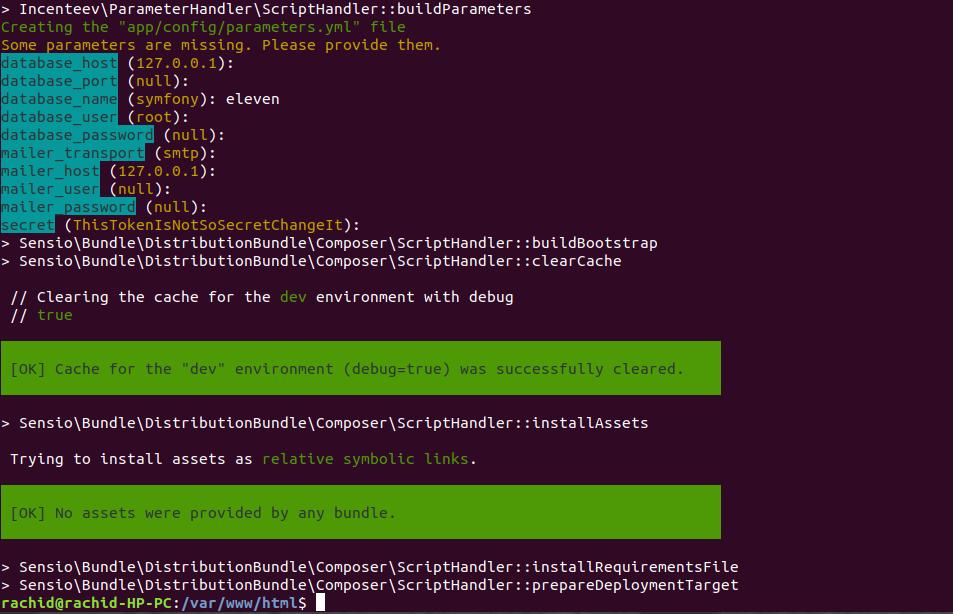 > Incenteev\ParameterHandler\ScriptHandler::buildParameters
Creating the "app/config/parameters.yml" file
Some parameters are missing. Please provide them.
database_host (127.0.0.1):
database_port (null):
database_name (symfony): eleven
database_user (root):
database_password (null):
mailer_transport (smtp):
mailer_host (127.0.0.1):
mailer_user (null):
mailer_password (null):
secret (ThisTokenIsNotSoSecretChangeIt):
> Sensio\Bundle\DistributionBundle\Composer\ScriptHandler::buildBootstrap
> Sensio\Bundle\DistributionBundle\Composer\ScriptHandler::clearCache
// Clearing the cache for the dev environment with debug
// true
[OK] Cache for the "dev" environment (debug=true) was successfully cleared.
> Sensio\Bundle\DistributionBundle\Composer\ScriptHandler::installAssets
Trying to install assets as relative symbolic links.
[OK] No assets were provided by any bundle.
> Sensio\Bundle\DistributionBundle\Composer\ScriptHandler::installRequirementsFile
> Sensio\Bundle\DistributionBundle\Composer\ScriptHandler::prepareDeploymentTarget
rachid@rachid-HP-PC:/var/www/html$